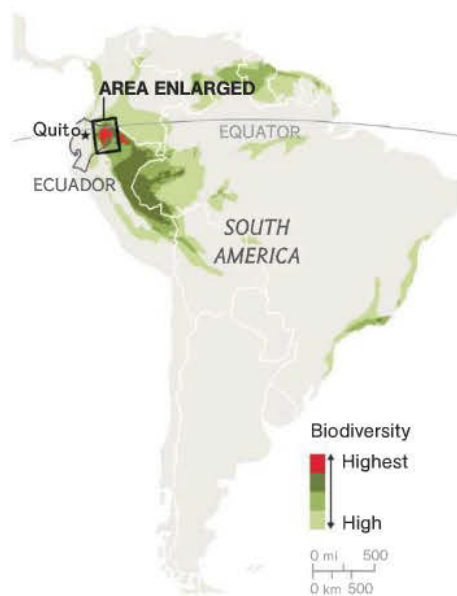 AREA ENLARGED
Quito
EQUATOR
ECUADOR
SOUTH
AMERICA
Biodiversity
Highest
High
0 mi 500
0 km 500